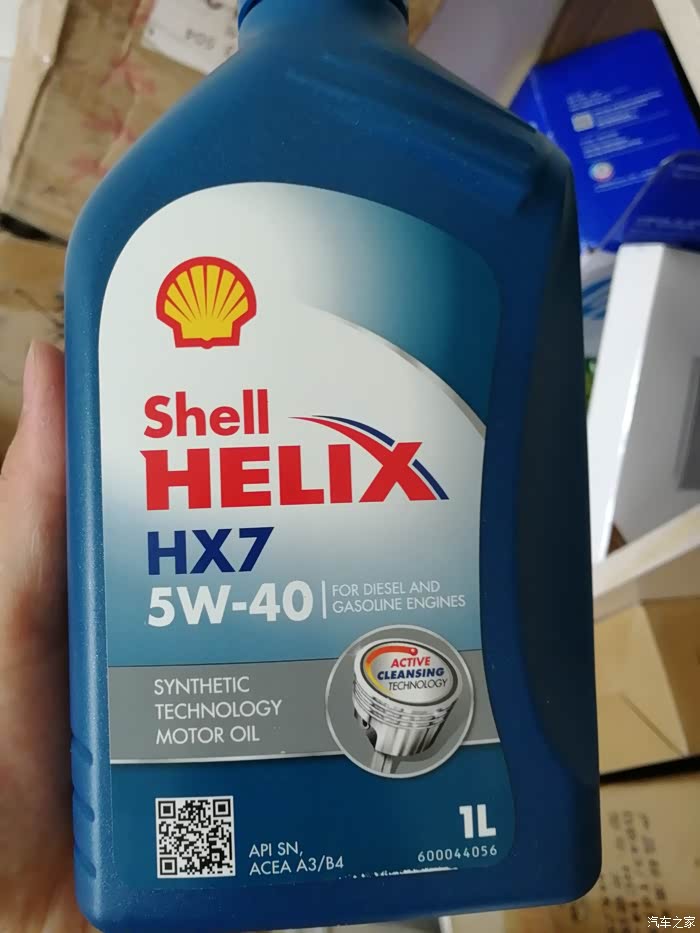 Shell
HELIX
HX7
5W-40
FOR DIESEL AND
GASOLINE ENGINES
ACTIVE
CLEANSING
TECHNOLOGY
SYNTHETIC
TECHNOLOGY
MOTOR OIL
1L
API SN,
ACEA A3/B4
600044056
汽车之家